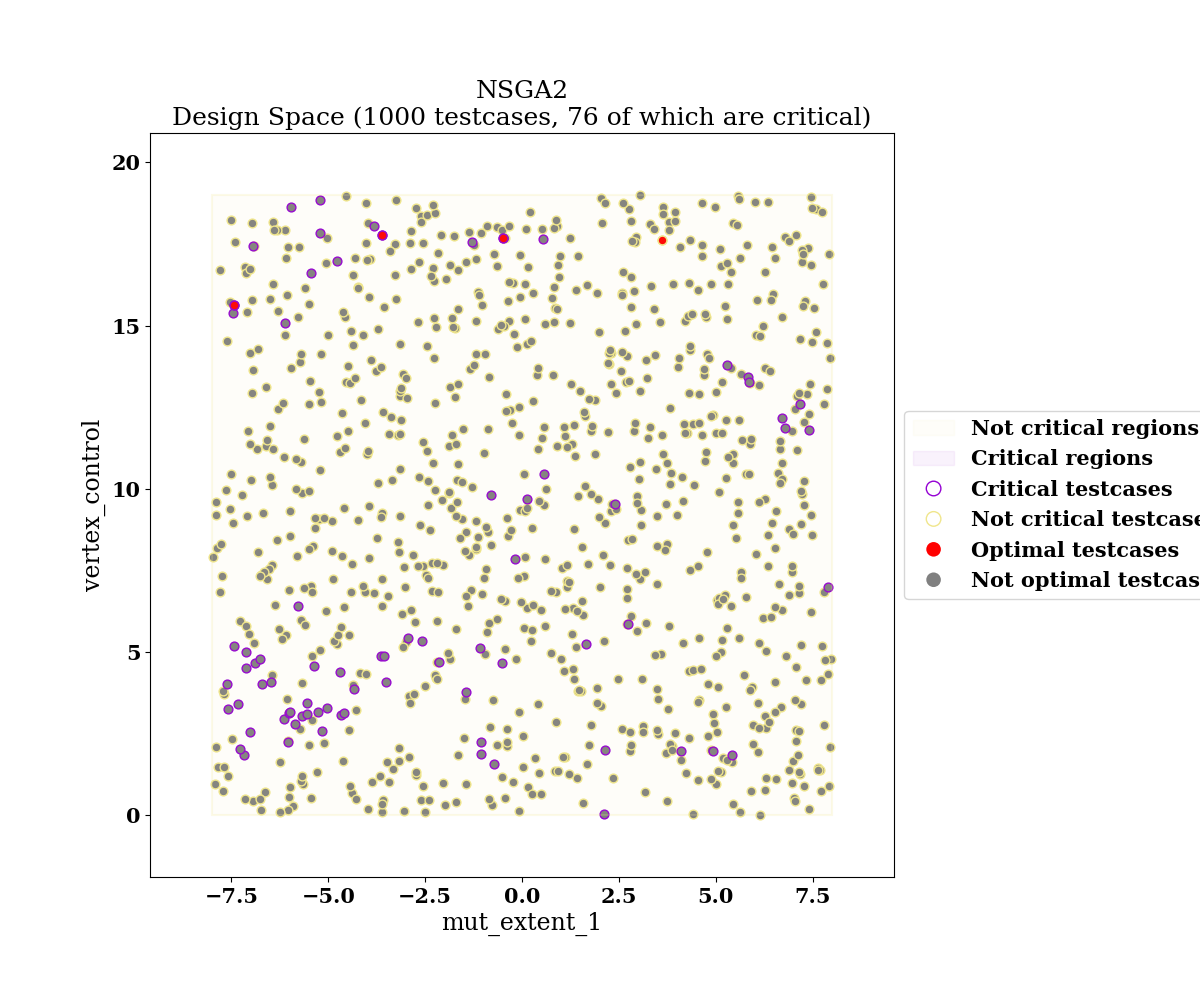 NSGA2
Design Space (1000 testcases, 76 of which are critical)
20
15
10
5
0
vertex_control
−7.5 −5.0 −2.5 0.0 2.5 5.0 7.5
mut_extent_1
Not critical regions
Critical regions
Critical testcases
Not critical testcase
Optimal testcases
Not optimal testcas